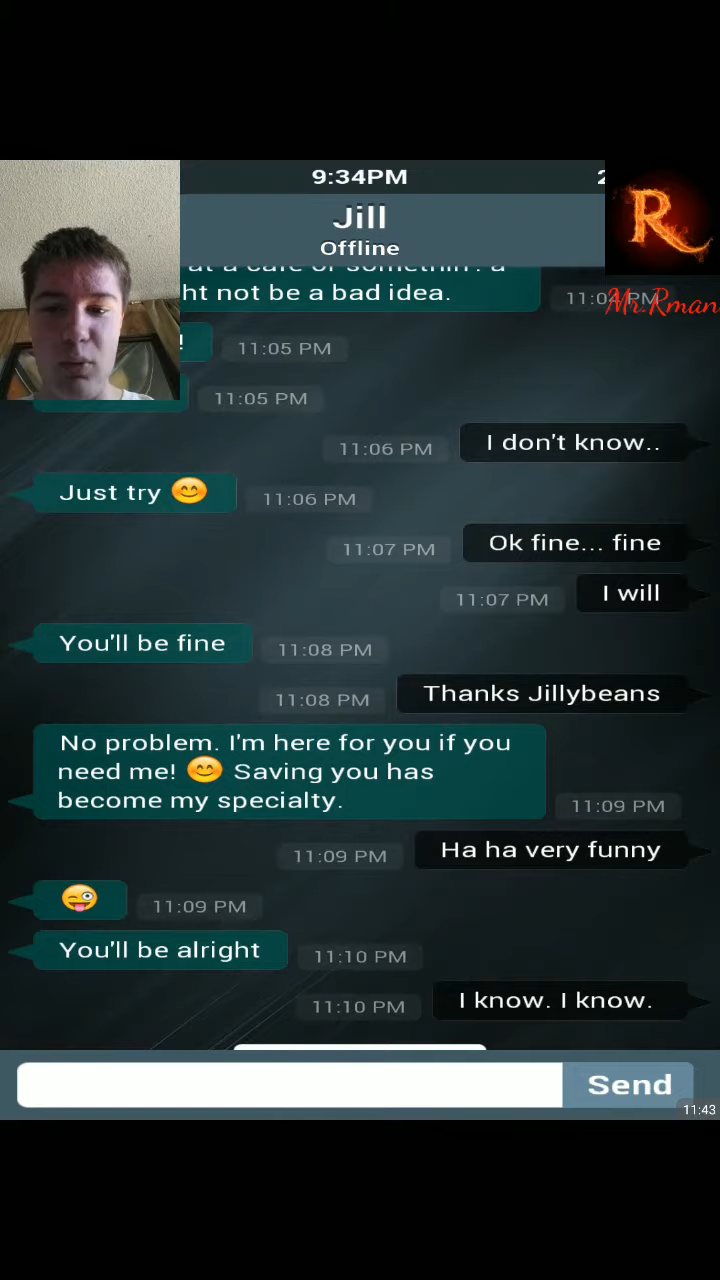 9:34PM
Jill
Offline
ht not be a bad idea.
11:04 PM
R
Mr.Rman
!
11:05 PM
11:05 PM
I don't know..
11:06 PM
Just try 😊
11:06 PM
Ok fine... fine
11:07 PM
I will
11:07 PM
You'll be fine
11:08 PM
Thanks Jillybeans
11:08 PM
No problem. I'm here for you if you
need me! 😊 Saving you has
become my specialty.
11:09 PM
Ha ha very funny
11:09 PM
😜
11:09 PM
You'll be alright
11:10 PM
I know. I know.
11:10 PM
Send
11:43